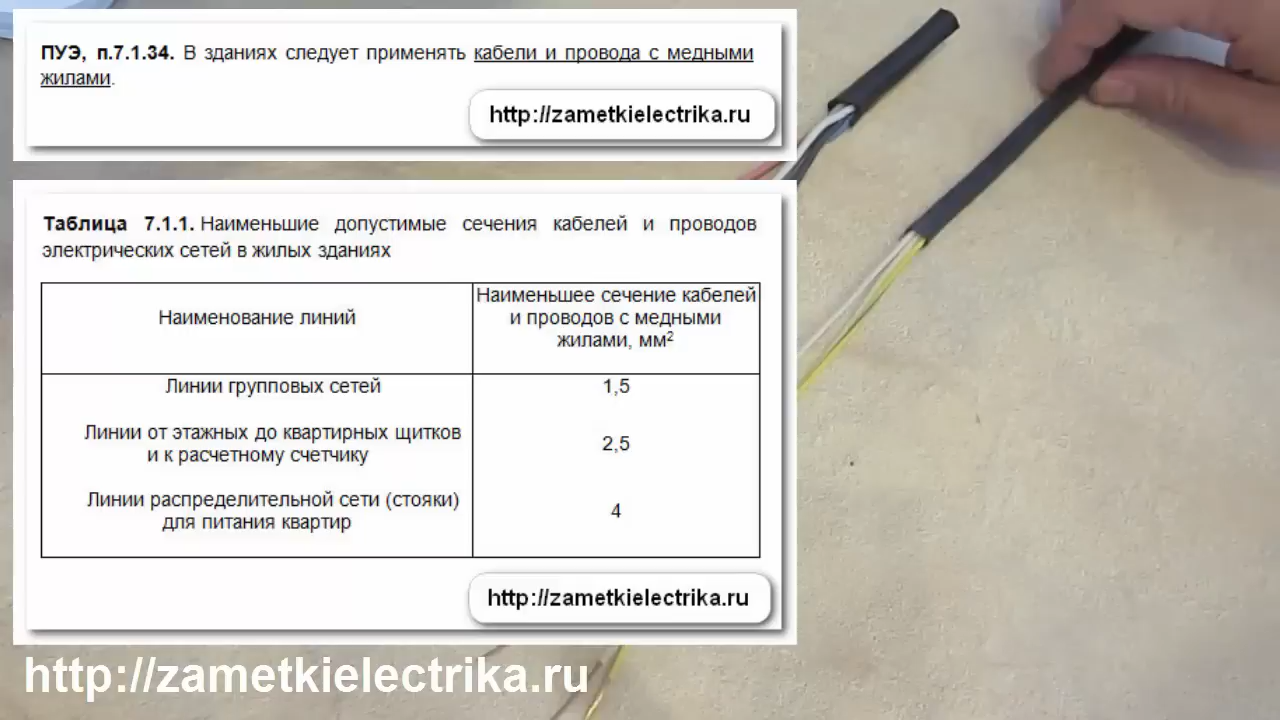 ПУЭ, п.7.1.34. В зданиях следует применять кабели и провода с медными
жилами.
http://zametkielectrika.ru
Таблица 7.1.1. Наименьшие допустимые сечения кабелей и проводов
электрических сетей в жилых зданиях
Наименование линий
Наименьшее сечение кабелей
и проводов с медными
жилами, мм²
Линии групповых сетей
1,5
Линии от этажных до квартирных щитков
и к расчетному счетчику
2,5
Линии распределительной сети (стояки)
для питания квартир
4
http://zametkielectrika.ru
http://zametkielectrika.ru